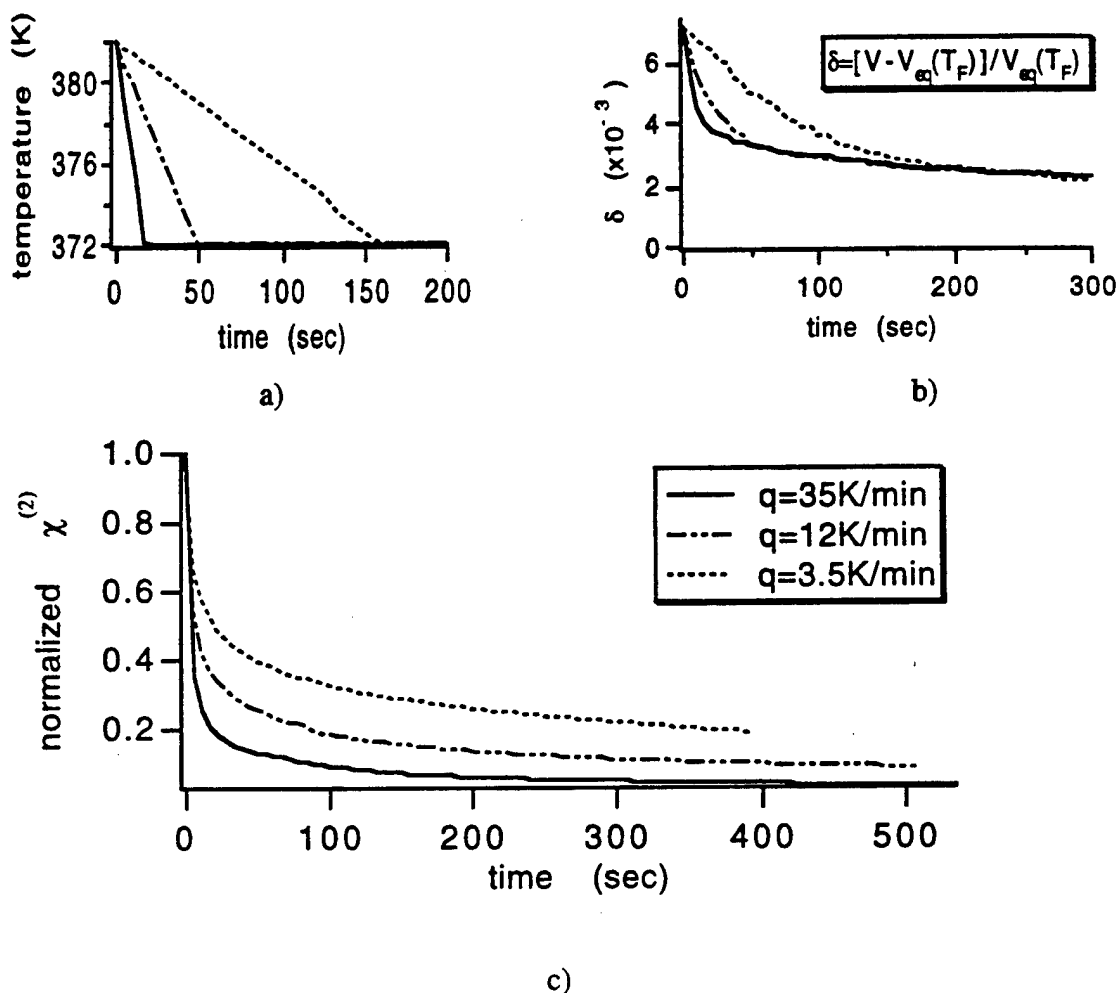 temperature (K)
380
376
372
0 50 100 150 200
time (sec)
a)
δ (x10⁻³)
6
4
2
0
δ=[V-V_eq(T_F)]/V_eq(T_F)
0 100 200 300
time (sec)
b)
normalized χ⁽²⁾
1.0
0.8
0.6
0.4
0.2
q=35K/min
q=12K/min
q=3.5K/min
0 100 200 300 400 500
time (sec)
c)